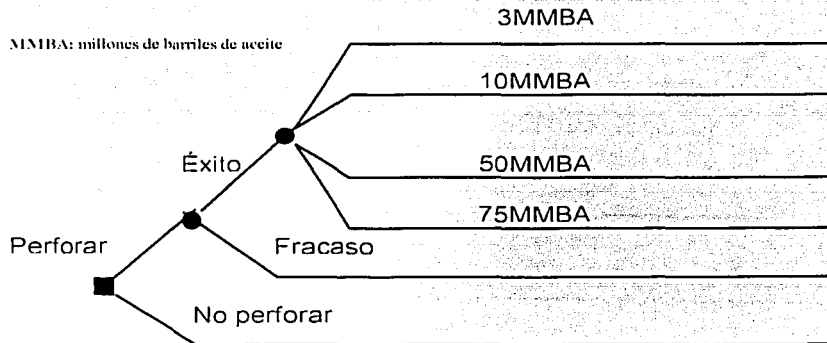 3MMBA
MMBA: millones de barriles de aceite
10MMBA
Éxito
50MMBA
75MMBA
Perforar
Fracaso
No perforar